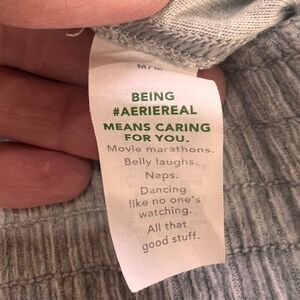 BEING
#AERIEREAL
MEANS CARING
FOR YOU.
Movie marathons.
Belly laughs.
Naps.
Dancing
like no one's
watching.
All that
good stuff.